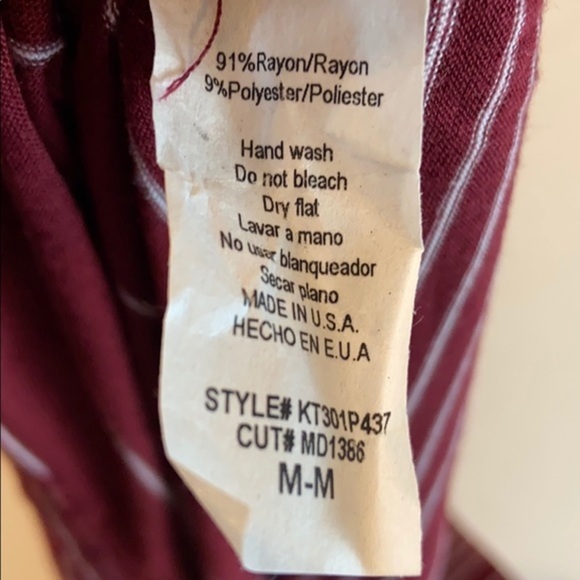 91%Rayon/Rayon
9%Polyester/Poliester
Hand wash
Do not bleach
Dry flat
Lavar a mano
No usar blanqueador
Secar plano
MADE IN U.S.A.
HECHO EN E.U.A
STYLE# KT301P437
CUT# MD1386
M-M